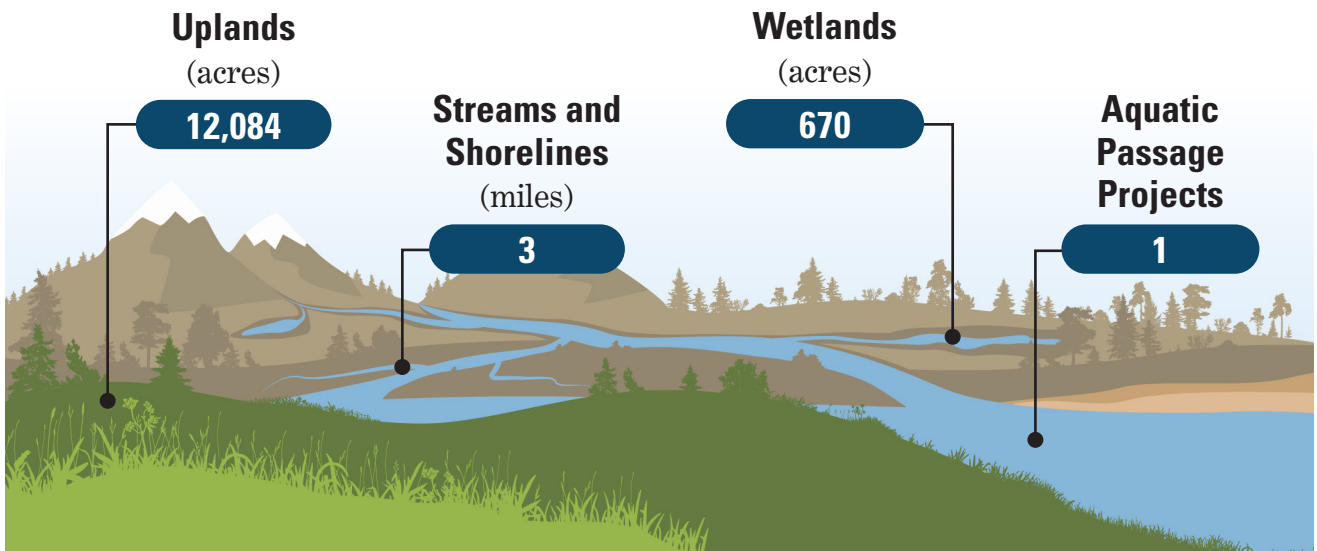 Uplands
(acres)
12,084
Streams and
Shorelines
(miles)
3
Wetlands
(acres)
670
Aquatic
Passage
Projects
1